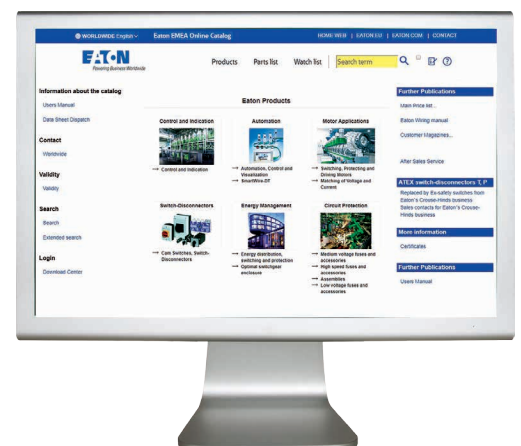 WORLDWIDE English
Eaton EMEA Online Catalog
HOME WEB | EATON.EU | EATON.COM | CONTACT
EATON
Powering Business Worldwide
Products
Parts list
Watch list
Search term
Information about the catalog
Users Manual
Data Sheet Dispatch
Contact
Worldwide
Validity
Validity
Search
Search
Extended search
Login
Download Center
Eaton Products
Control and Indication
→ Control and Indication
Automation
→ Automation, Control and
Visualization
→ SmartWire-DT
Motor Applications
→ Switching, Protecting and
Driving Motors
→ Matching of Voltage and
Current
Switch-Disconnectors
→ Cam Switches, Switch-
Disconnectors
Energy Management
→ Energy distribution,
switching and protection
→ Optimal switchgear
enclosure
Circuit Protection
→ Medium voltage fuses and
accessories
→ High speed fuses and
accessories
→ Assemblies
→ Low voltage fuses and
accessories
Further Publications
Main Price list...
Eaton Wiring manual
Customer Magazines...
After Sales Service
ATEX switch-disconnectors T, P
Replaced by Ex-safety switches from
Eaton's Crouse-Hinds business
Sales contacts for Eaton's Crouse-
Hinds business
More information
Certificates
Further Publications
Users Manual